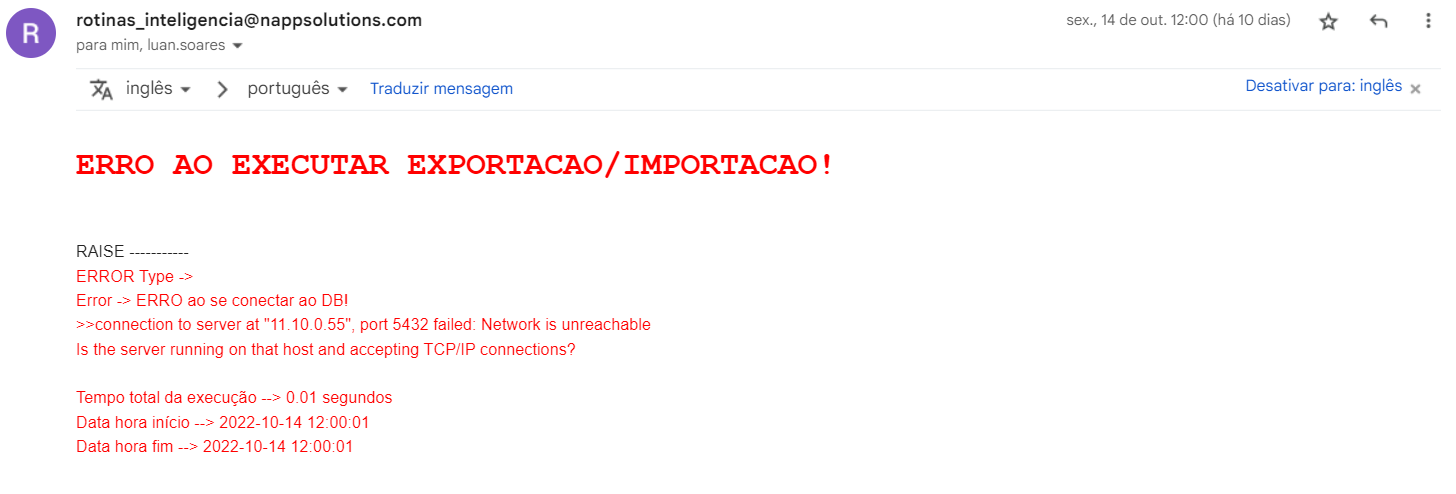 R
rotinas_inteligencia@nappsolutions.com
sex., 14 de out. 12:00 (há 10 dias)
para mim, luan.soares
inglês
português
Traduzir mensagem
Desativar para: inglês
ERRO AO EXECUTAR EXPORTACAO/IMPORTACAO!
RAISE -----------
ERROR Type ->
Error -> ERRO ao se conectar ao DB!
>>connection to server at "11.10.0.55", port 5432 failed: Network is unreachable
Is the server running on that host and accepting TCP/IP connections?
Tempo total da execução --> 0.01 segundos
Data hora início --> 2022-10-14 12:00:01
Data hora fim --> 2022-10-14 12:00:01